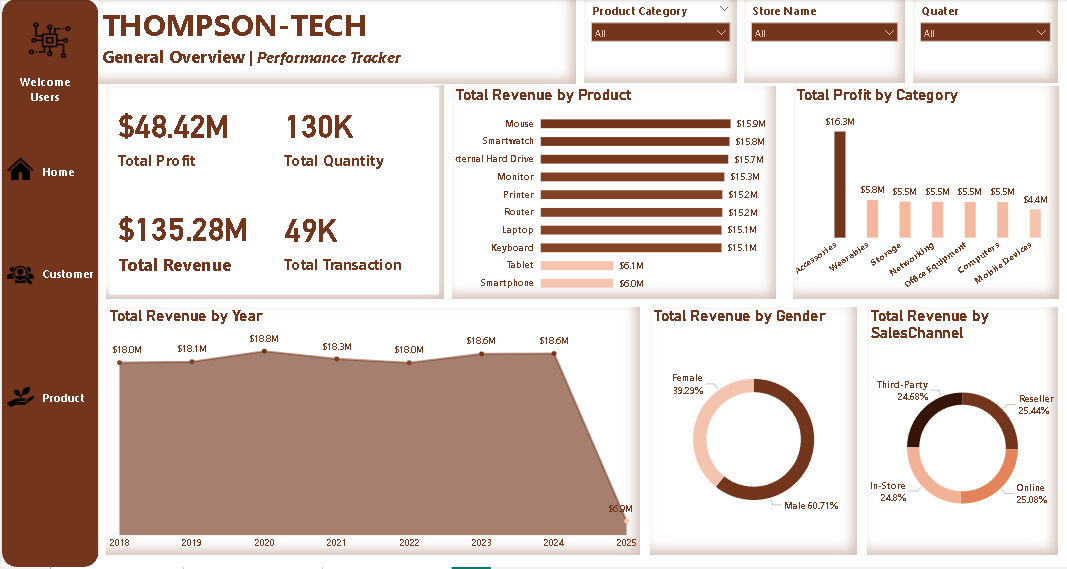 THOMPSON-TECH
General Overview | Performance Tracker
Product Category
All
Store Name
All
Quater
All
Welcome
Users
Home
Customer
Product
$48.42M
Total Profit
130K
Total Quantity
$135.28M
Total Revenue
49K
Total Transaction
Total Revenue by Product
Mouse $15.9M
Smartwatch $15.8M
ternal Hard Drive $15.7M
Monitor $15.3M
Printer $15.2M
Router $15.2M
Laptop $15.1M
Keyboard $15.1M
Tablet $6.1M
Smartphone $6.0M
Total Profit by Category
$16.3M
$5.8M
$5.5M
$5.5M
$5.5M
$5.5M
$4.4M
Accessories
Wearables
Storage
Networking
Office Equipment
Computers
Mobile Devices
Total Revenue by Year
$18.0M
$18.1M
$18.8M
$18.3M
$18.0M
$18.6M
$18.6M
$6.9M
2018 2019 2020 2021 2022 2023 2024 2025
Total Revenue by Gender
Female
39.29%
Male 60.71%
Total Revenue by
SalesChannel
Third-Party
24.68%
Reseller
25.44%
In-Store
24.8%
Online
25.08%